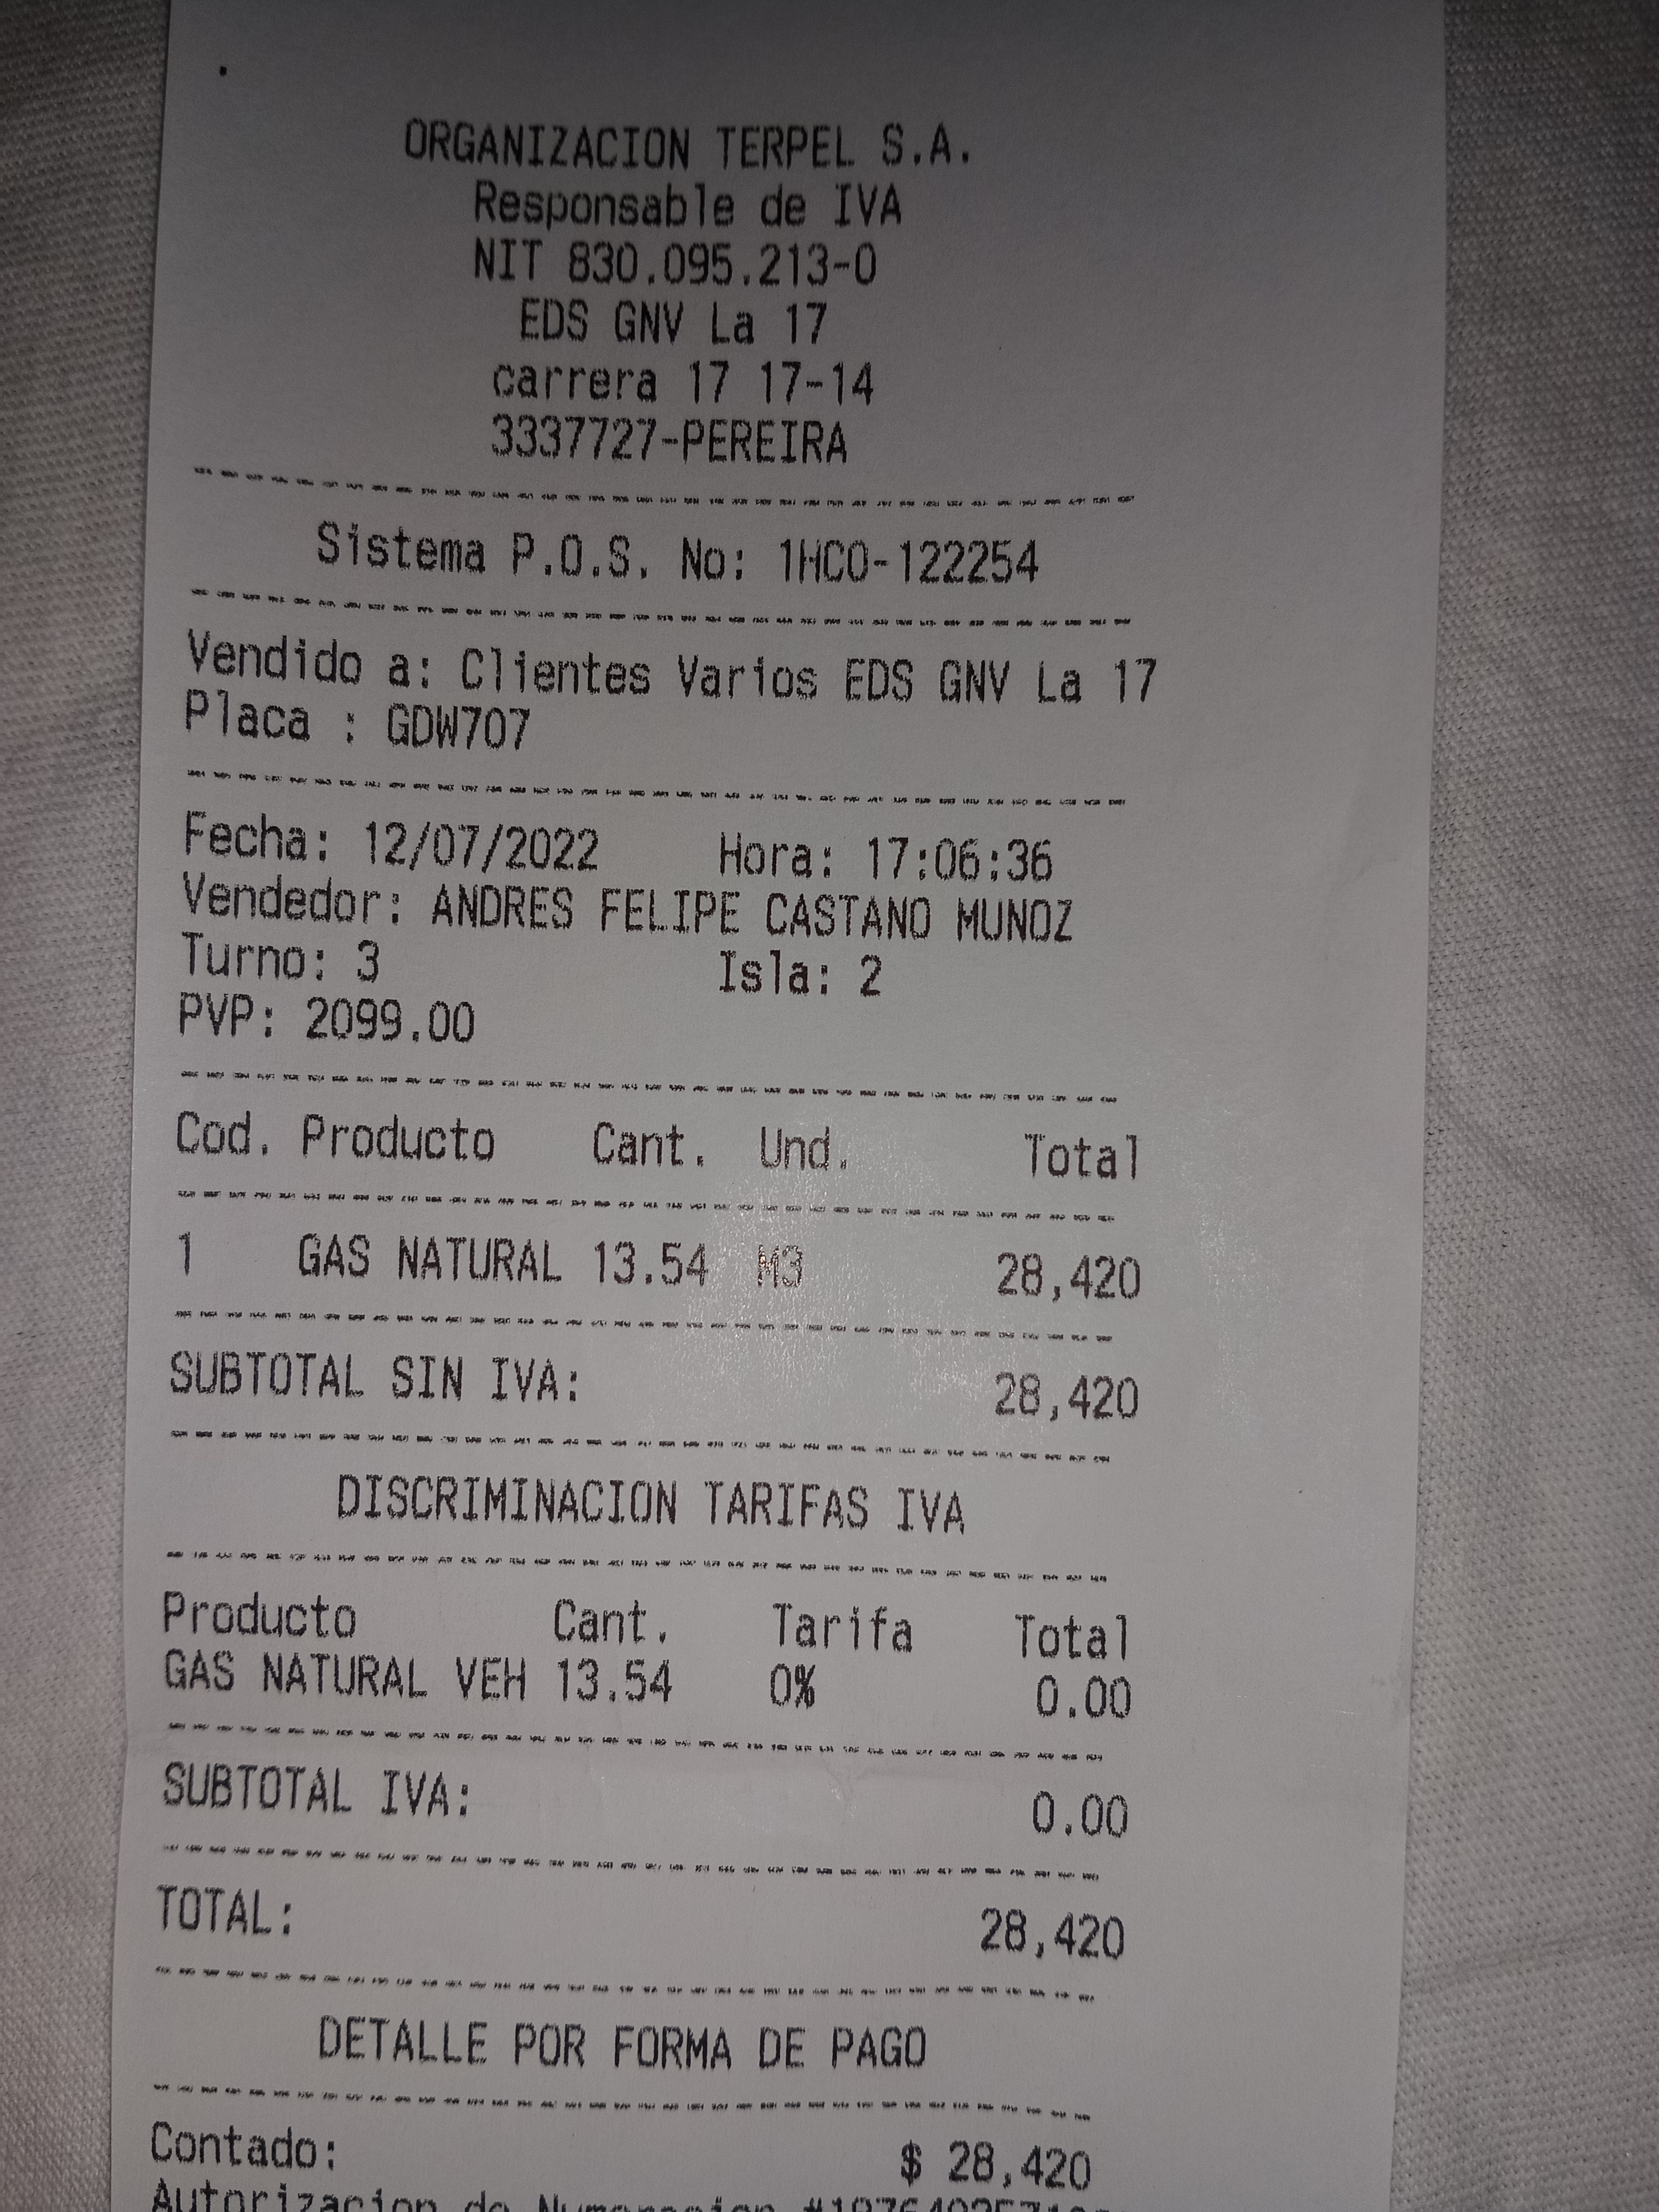 ORGANIZACION TERPEL S.A.
Responsable de IVA
NIT 830.095.213-0
EDS GNV La 17
carrera 17 17-14
3337727-PEREIRA
Sistema P.O.S. No: 1HCO-122254
Vendido a: Clientes Varios EDS GNV La 17
Placa : GDW707
Fecha: 12/07/2022 Hora: 17:06:36
Vendedor: ANDRES FELIPE CASTANO MUNOZ
Turno: 3 Isla: 2
PVP: 2099.00
Cod. Producto Cant. Und. Total
1 GAS NATURAL 13.54 M3 28,420
SUBTOTAL SIN IVA: 28,420
DISCRIMINACION TARIFAS IVA
Producto Cant. Tarifa Total
GAS NATURAL VEH 13.54 0% 0.00
SUBTOTAL IVA: 0.00
TOTAL: 28,420
DETALLE POR FORMA DE PAGO
Contado: $ 28,420
Autorizacion de Numeracion